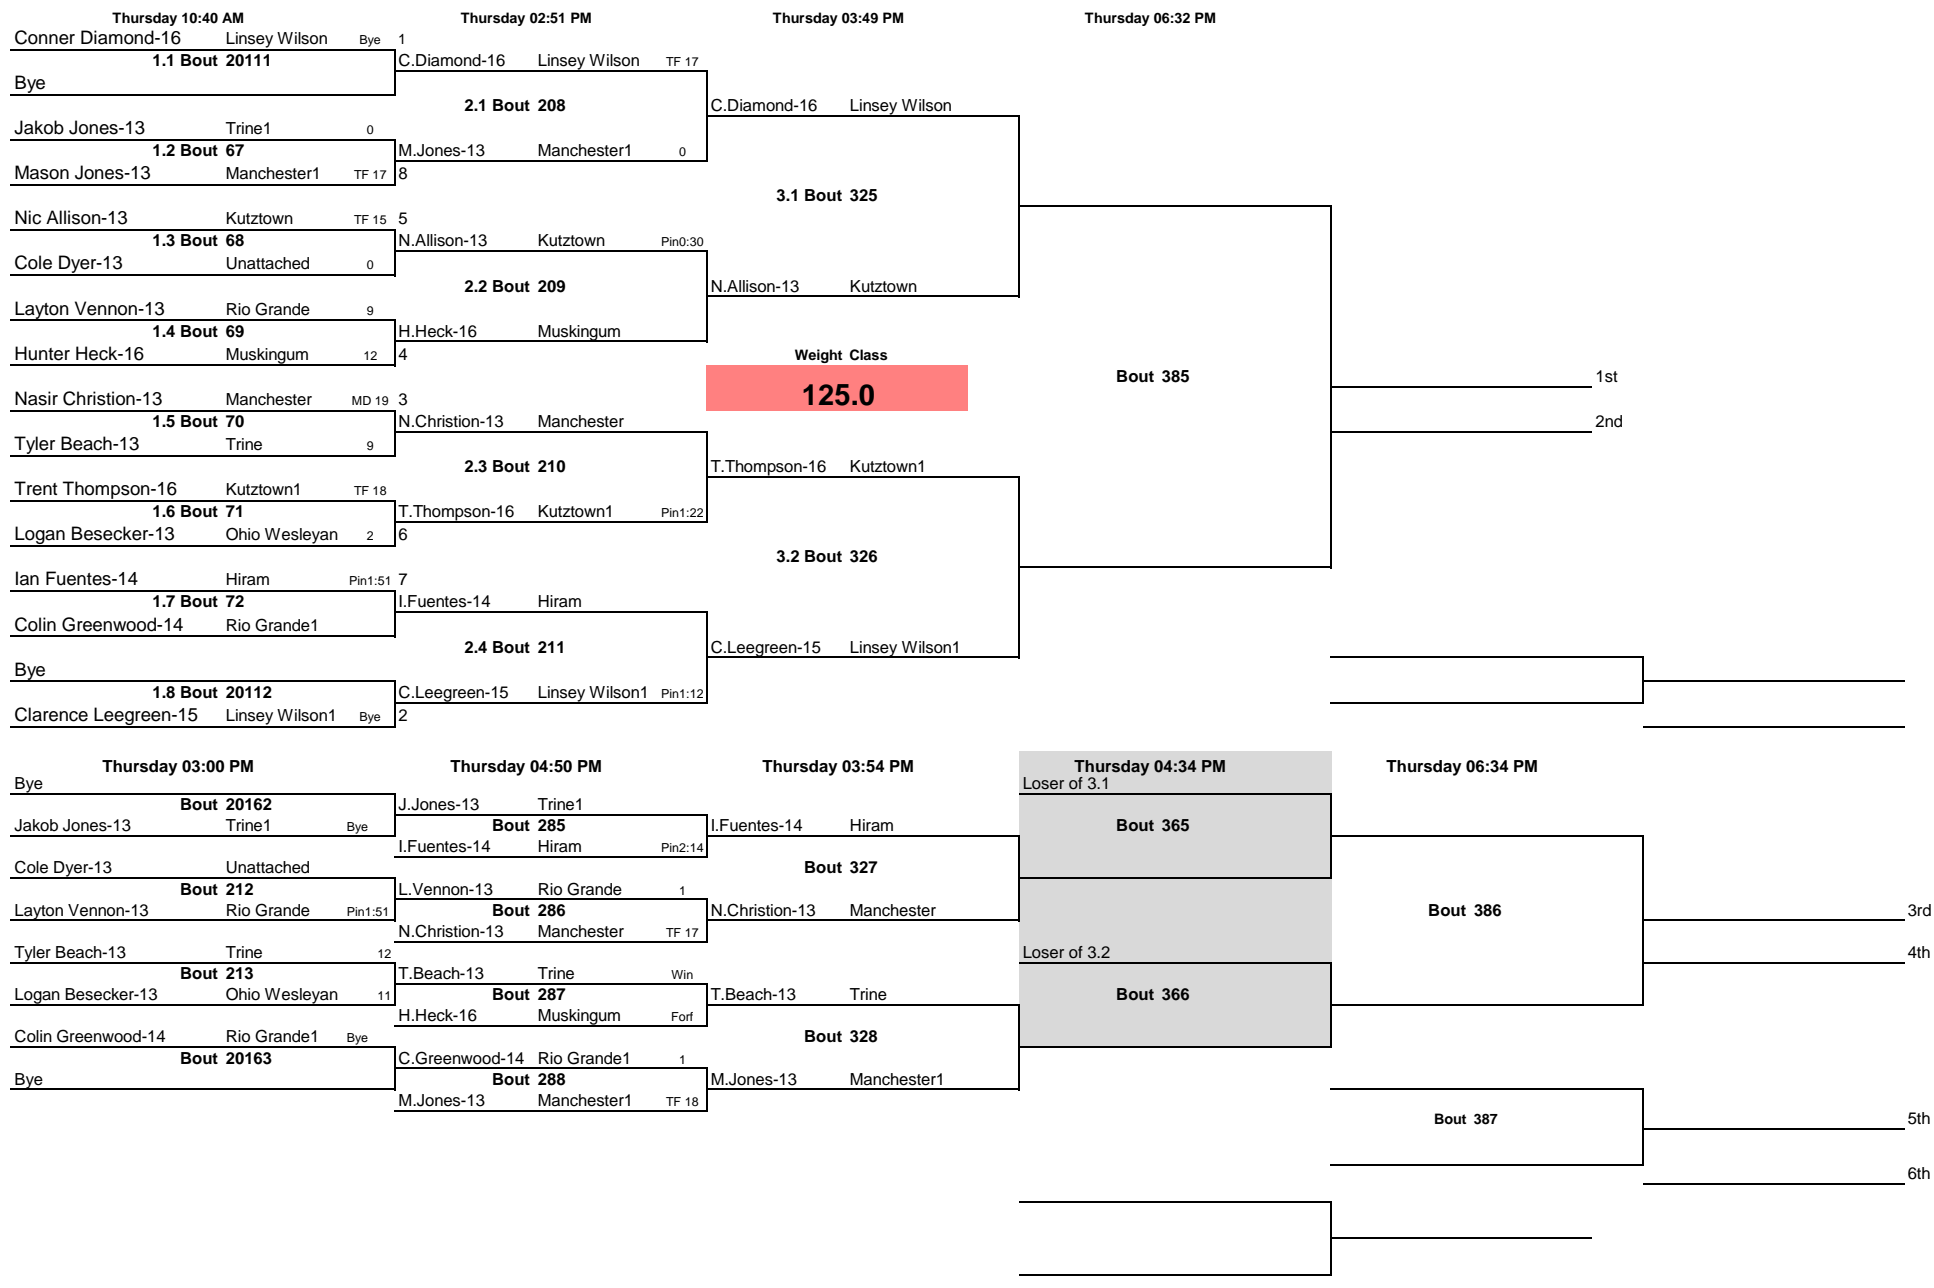 Thursday 10:40 AM Thursday 02:51 PM Thursday 03:49 PM Thursday 06:32 PM
Conner Diamond-16 Linsey Wilson Bye 1
1.1 Bout 20111 C.Diamond-16 Linsey Wilson TF 17
Bye
2.1 Bout 208 C.Diamond-16 Linsey Wilson
Jakob Jones-13 Trine1 0
1.2 Bout 67 M.Jones-13 Manchester1 0
Mason Jones-13 Manchester1 TF 17 8
3.1 Bout 325
Nic Allison-13 Kutztown TF 15 5
1.3 Bout 68 N.Allison-13 Kutztown Pin0:30
Cole Dyer-13 Unattached 0
2.2 Bout 209 N.Allison-13 Kutztown
Layton Vennon-13 Rio Grande 9
1.4 Bout 69 H.Heck-16 Muskingum
Hunter Heck-16 Muskingum 12 4 Weight Class
Bout 385 1st
Nasir Christion-13 Manchester MD 19 3 125.0
1.5 Bout 70 N.Christion-13 Manchester 2nd
Tyler Beach-13 Trine 9
2.3 Bout 210 T.Thompson-16 Kutztown1
Trent Thompson-16 Kutztown1 TF 18
1.6 Bout 71 T.Thompson-16 Kutztown1 Pin1:22
Logan Besecker-13 Ohio Wesleyan 2 6
3.2 Bout 326
Ian Fuentes-14 Hiram Pin1:51 7
1.7 Bout 72 I.Fuentes-14 Hiram
Colin Greenwood-14 Rio Grande1
2.4 Bout 211 C.Leegreen-15 Linsey Wilson1
Bye
1.8 Bout 20112 C.Leegreen-15 Linsey Wilson1 Pin1:12
Clarence Leegreen-15 Linsey Wilson1 Bye 2
Thursday 03:00 PM Thursday 04:50 PM Thursday 03:54 PM Thursday 04:34 PM Thursday 06:34 PM
Bye Loser of 3.1
Bout 20162 J.Jones-13 Trine1
Jakob Jones-13 Trine1 Bye Bout 285 I.Fuentes-14 Hiram Bout 365
I.Fuentes-14 Hiram Pin2:14
Cole Dyer-13 Unattached Bout 327
Bout 212 L.Vennon-13 Rio Grande 1
Layton Vennon-13 Rio Grande Pin1:51 Bout 286 N.Christion-13 Manchester Bout 386 3rd
N.Christion-13 Manchester TF 17
Tyler Beach-13 Trine 12 Loser of 3.2 4th
Bout 213 T.Beach-13 Trine Win
Logan Besecker-13 Ohio Wesleyan 11 Bout 287 T.Beach-13 Trine Bout 366
H.Heck-16 Muskingum Forf
Colin Greenwood-14 Rio Grande1 Bye Bout 328
Bout 20163 C.Greenwood-14 Rio Grande1 1
Bye Bout 288 M.Jones-13 Manchester1
M.Jones-13 Manchester1 TF 18
Bout 387 5th
6th